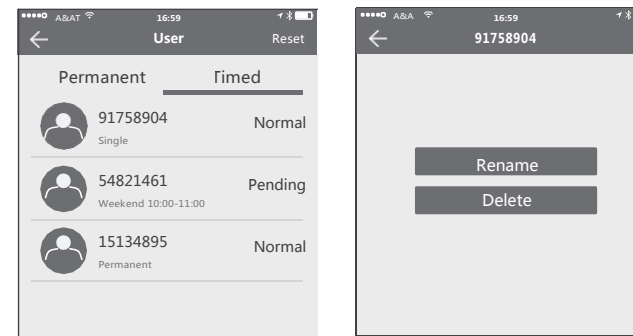 A&AT 16:59
User Reset
Permanent Timed
91758904 Normal
Single
54821461 Pending
Weekend 10:00-11:00
15134895 Normal
Permanent
A&A 16:59
91758904
Rename
Delete